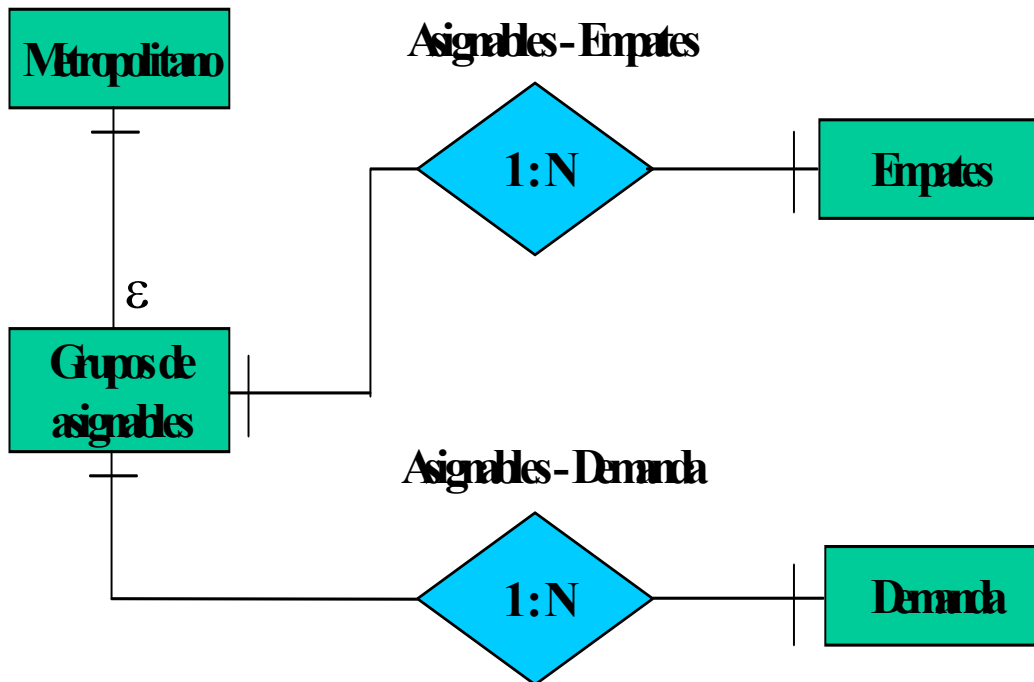 Metropolitano
Asignables - Empates
1: N
Empates
ε
Grupos de
asignables
Asignables - Demanda
1: N
Demanda